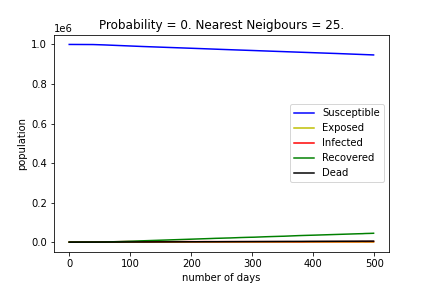 Probability = 0. Nearest Neigbours = 25.
1e6
1.0
0.8
0.6
0.4
0.2
0.0
population
Susceptible
Exposed
Infected
Recovered
Dead
0 100 200 300 400 500
number of days